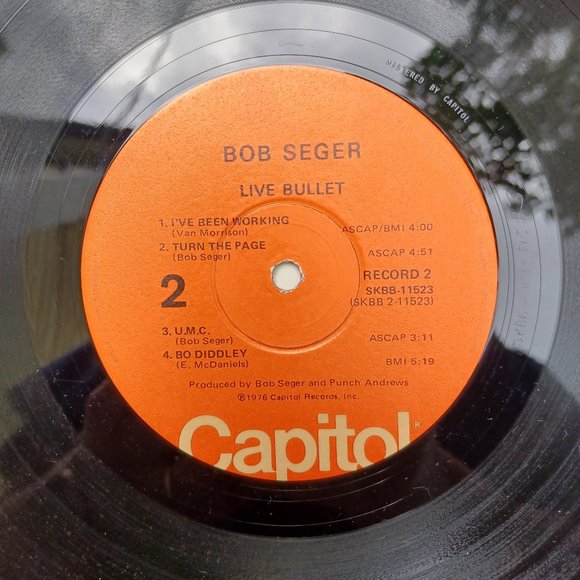 MASTERED BY CAPITOL
BOB SEGER
LIVE BULLET
1. I'VE BEEN WORKING
(Van Morrison) ASCAP/BMI 4:00
2. TURN THE PAGE ASCAP 4:51
(Bob Seger)
2
RECORD 2
SKBB-11523
(SKBB 2-11523)
3. U.M.C. ASCAP 3:11
(Bob Seger)
4. BO DIDDLEY
(E. McDaniels) BMI 5:19
Produced by Bob Seger and Punch Andrews
℗1976 Capitol Records, Inc.
Capitol®